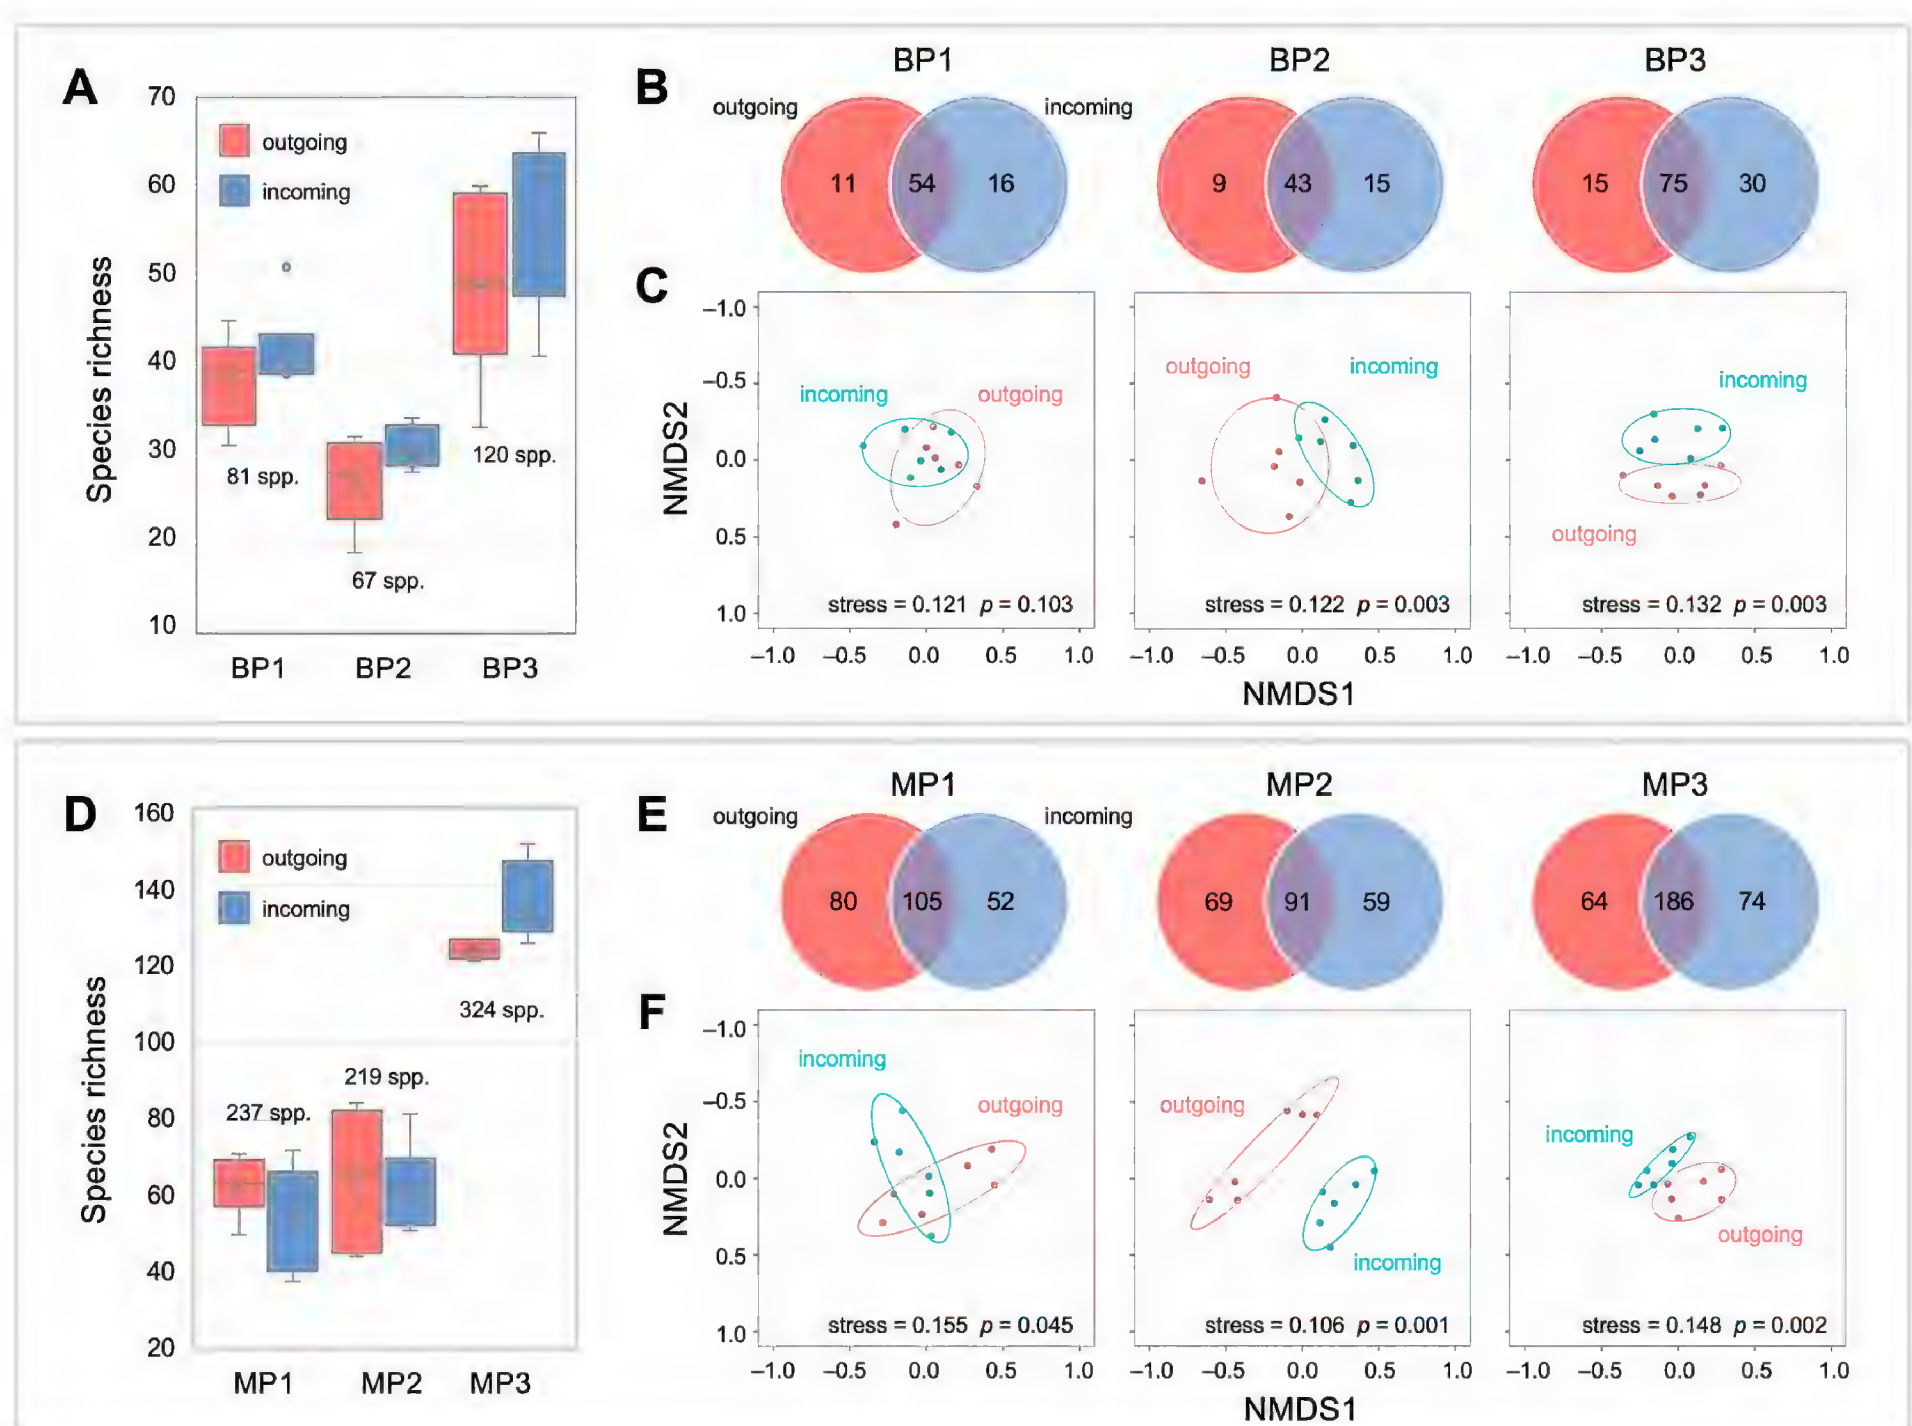 A
70
60
50
40
30
20
10
Species richness
outgoing
incoming
81 spp.
67 spp.
120 spp.
BP1 BP2 BP3
B
BP1 BP2 BP3
outgoing incoming
11 54 16
9 43 15
15 75 30
C
NMDS2
–1.0
–0.5
0.0
0.5
1.0
incoming outgoing
stress = 0.121 p = 0.103
outgoing incoming
stress = 0.122 p = 0.003
incoming
outgoing
stress = 0.132 p = 0.003
–1.0 –0.5 0.0 0.5 1.0
–1.0 –0.5 0.0 0.5 1.0
–1.0 –0.5 0.0 0.5 1.0
NMDS1
D
160
140
120
100
80
60
40
20
Species richness
outgoing
incoming
324 spp.
219 spp.
237 spp.
MP1 MP2 MP3
E
MP1 MP2 MP3
outgoing incoming
80 105 52
69 91 59
64 186 74
F
NMDS2
–1.0
–0.5
0.0
0.5
1.0
incoming
outgoing
stress = 0.155 p = 0.045
outgoing
incoming
stress = 0.106 p = 0.001
incoming
outgoing
stress = 0.148 p = 0.002
–1.0 –0.5 0.0 0.5 1.0
–1.0 –0.5 0.0 0.5 1.0
–1.0 –0.5 0.0 0.5 1.0
NMDS1